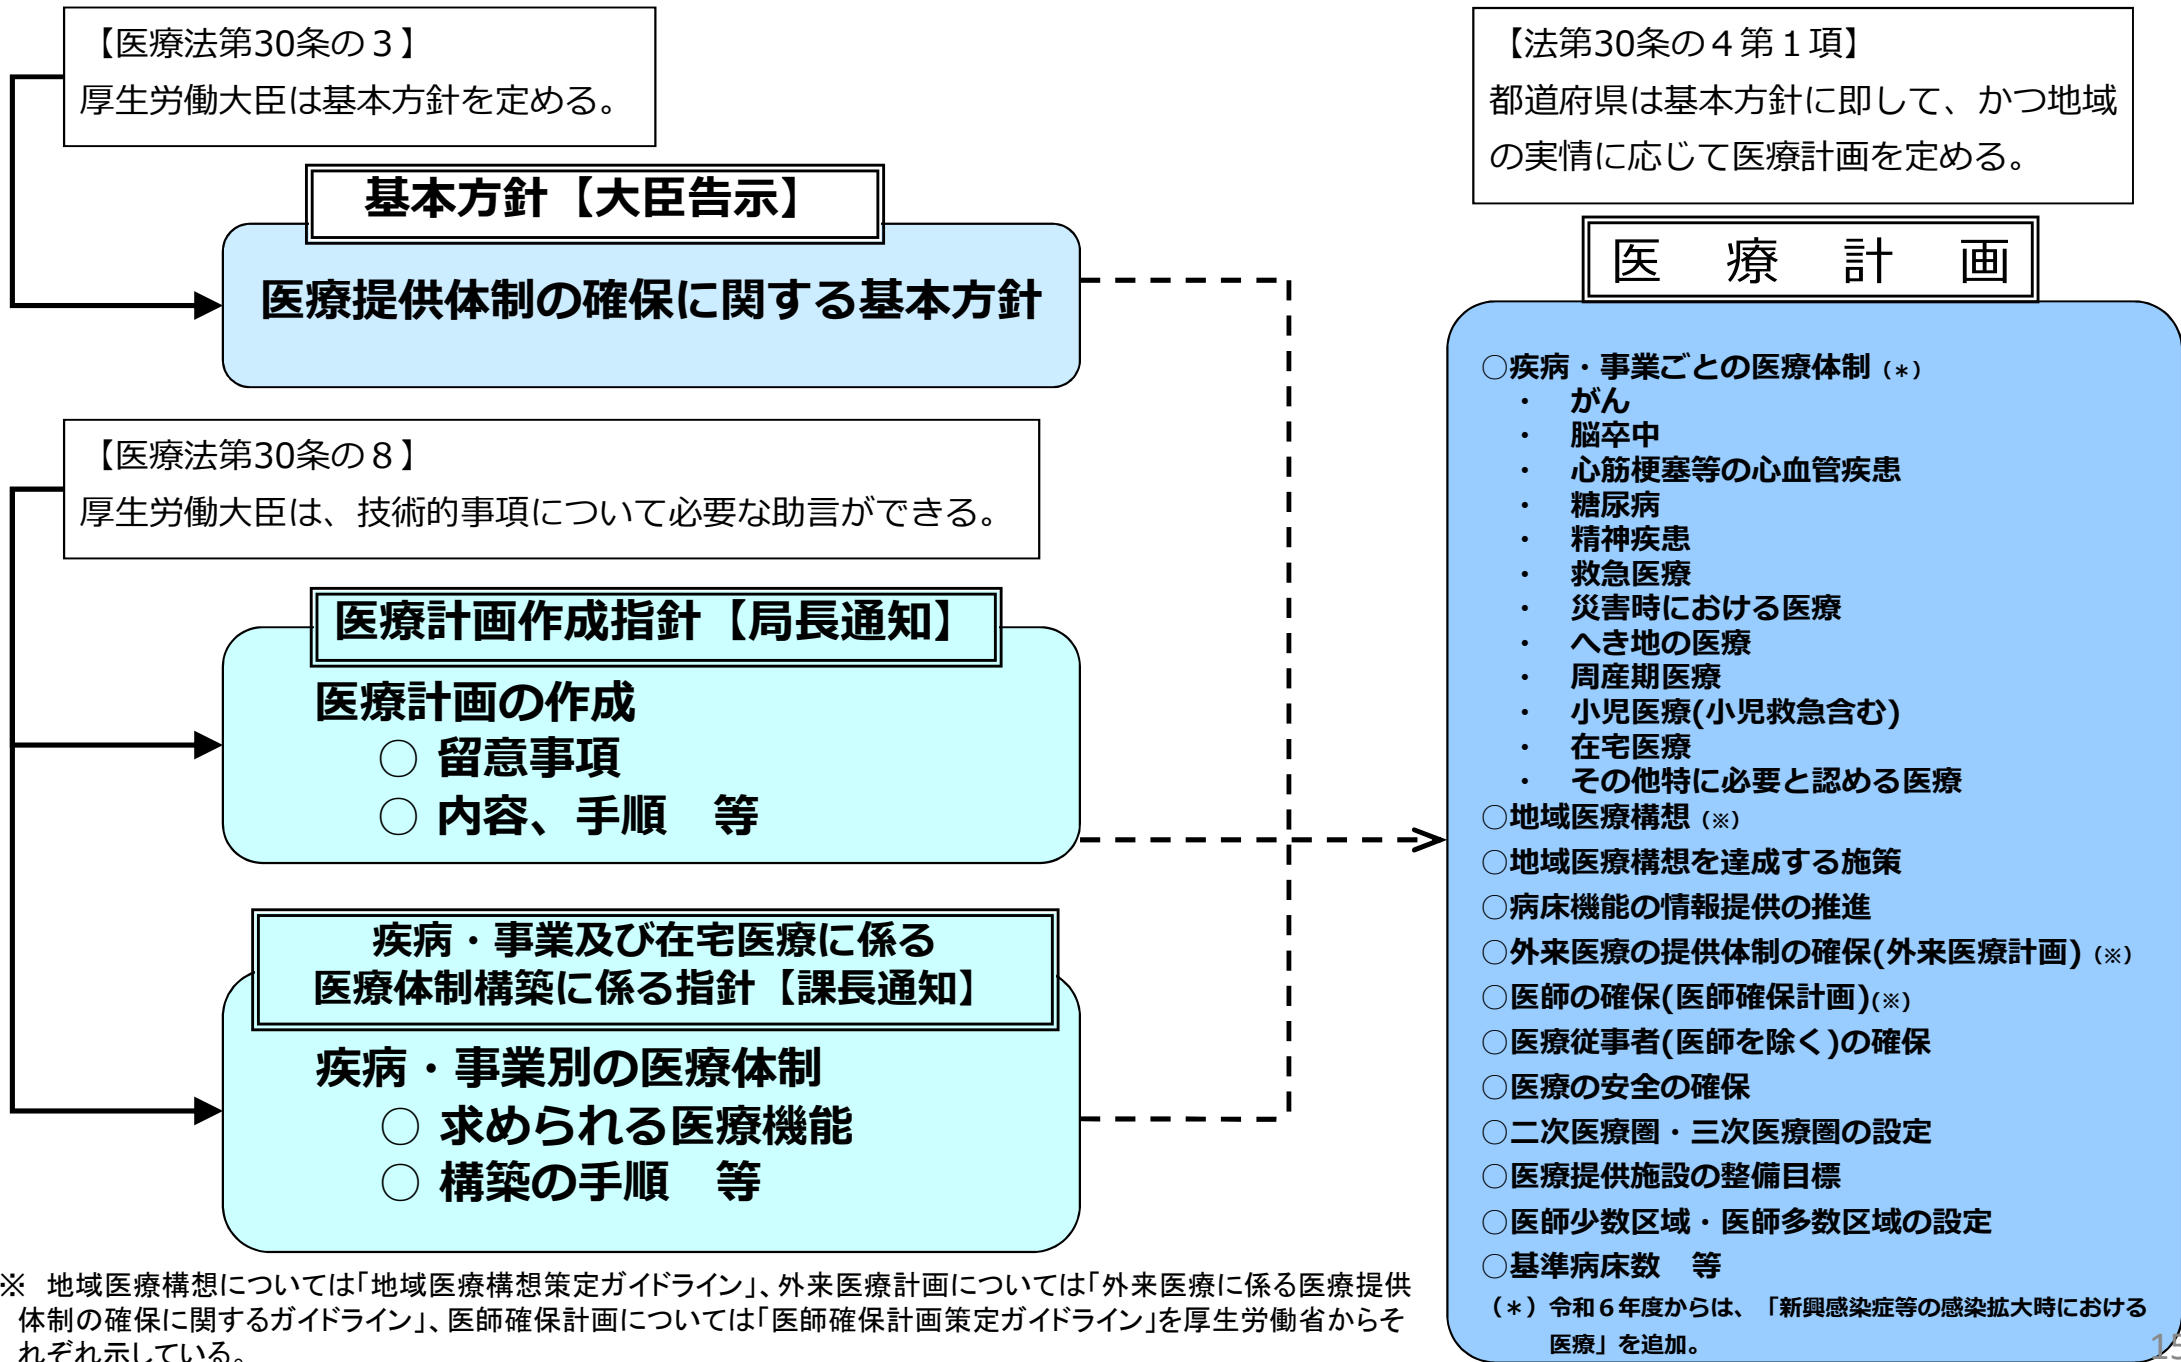 【医療法第30条の３】
厚生労働大臣は基本方針を定める。
基本方針【大臣告示】
医療提供体制の確保に関する基本方針
【医療法第30条の８】
厚生労働大臣は、技術的事項について必要な助言ができる。
医療計画作成指針【局長通知】
医療計画の作成
○ 留意事項
○ 内容、手順　等
疾病・事業及び在宅医療に係る
医療体制構築に係る指針【課長通知】
疾病・事業別の医療体制
○ 求められる医療機能
○ 構築の手順　等
※　地域医療構想については「地域医療構想策定ガイドライン」、外来医療計画については「外来医療に係る医療提供
体制の確保に関するガイドライン」、医師確保計画については「医師確保計画策定ガイドライン」を厚生労働省からそ
れぞれ示している。
【法第30条の４第１項】
都道府県は基本方針に即して、かつ地域
の実情に応じて医療計画を定める。
医　療　計　画
○疾病・事業ごとの医療体制（＊）
・　がん
・　脳卒中
・　心筋梗塞等の心血管疾患
・　糖尿病
・　精神疾患
・　救急医療
・　災害時における医療
・　へき地の医療
・　周産期医療
・　小児医療(小児救急含む)
・　在宅医療
・　その他特に必要と認める医療
○地域医療構想（※）
○地域医療構想を達成する施策
○病床機能の情報提供の推進
○外来医療の提供体制の確保(外来医療計画)（※）
○医師の確保(医師確保計画)(※)
○医療従事者(医師を除く)の確保
○医療の安全の確保
○二次医療圏・三次医療圏の設定
○医療提供施設の整備目標
○医師少数区域・医師多数区域の設定
○基準病床数　等
（＊）令和６年度からは、「新興感染症等の感染拡大時における
医療」を追加。